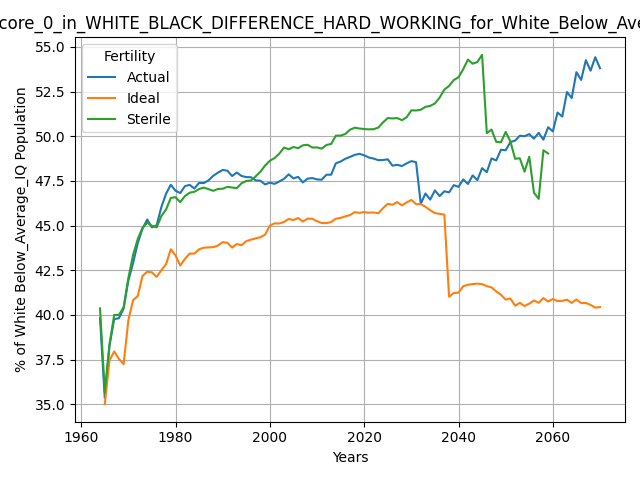 core_0_in_WHITE_BLACK_DIFFERENCE_HARD_WORKING_for_White_Below_Ave
% of White Below_Average_IQ Population
55.0
52.5
50.0
47.5
45.0
42.5
40.0
37.5
35.0
Fertility
Actual
Ideal
Sterile
1960
1980
2000
2020
2040
2060
Years